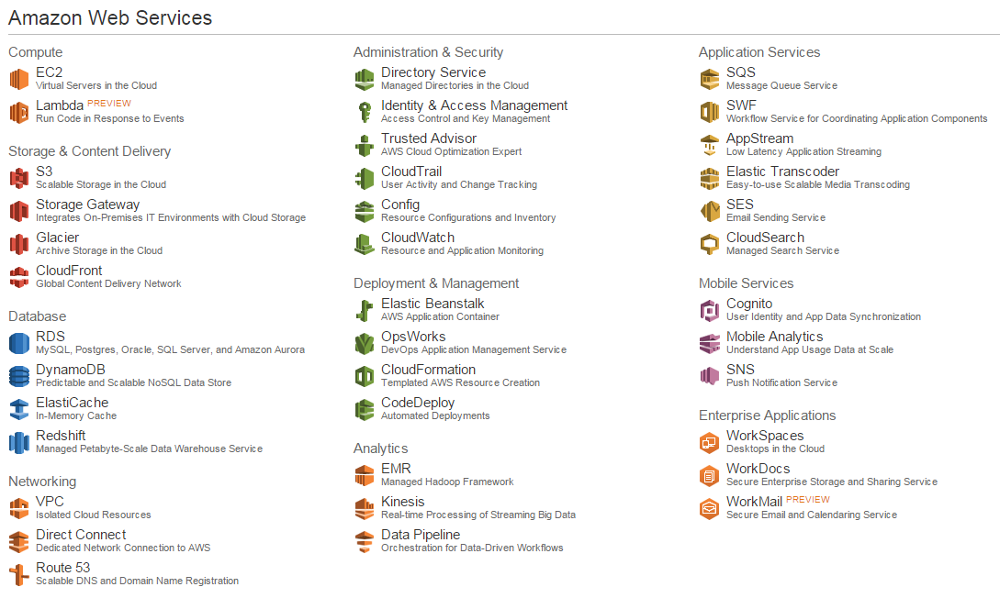 Amazon Web Services
Compute
EC2
Virtual Servers in the Cloud
Lambda PREVIEW
Run Code in Response to Events
Storage & Content Delivery
S3
Scalable Storage in the Cloud
Storage Gateway
Integrates On-Premises IT Environments with Cloud Storage
Glacier
Archive Storage in the Cloud
CloudFront
Global Content Delivery Network
Database
RDS
MySQL, Postgres, Oracle, SQL Server, and Amazon Aurora
DynamoDB
Predictable and Scalable NoSQL Data Store
ElastiCache
In-Memory Cache
Redshift
Managed Petabyte-Scale Data Warehouse Service
Networking
VPC
Isolated Cloud Resources
Direct Connect
Dedicated Network Connection to AWS
Route 53
Scalable DNS and Domain Name Registration
Administration & Security
Directory Service
Managed Directories in the Cloud
Identity & Access Management
Access Control and Key Management
Trusted Advisor
AWS Cloud Optimization Expert
CloudTrail
User Activity and Change Tracking
Config
Resource Configurations and Inventory
CloudWatch
Resource and Application Monitoring
Deployment & Management
Elastic Beanstalk
AWS Application Container
OpsWorks
DevOps Application Management Service
CloudFormation
Templated AWS Resource Creation
CodeDeploy
Automated Deployments
Analytics
EMR
Managed Hadoop Framework
Kinesis
Real-time Processing of Streaming Big Data
Data Pipeline
Orchestration for Data-Driven Workflows
Application Services
SQS
Message Queue Service
SWF
Workflow Service for Coordinating Application Components
AppStream
Low Latency Application Streaming
Elastic Transcoder
Easy-to-use Scalable Media Transcoding
SES
Email Sending Service
CloudSearch
Managed Search Service
Mobile Services
Cognito
User Identity and App Data Synchronization
Mobile Analytics
Understand App Usage Data at Scale
SNS
Push Notification Service
Enterprise Applications
WorkSpaces
Desktops in the Cloud
WorkDocs
Secure Enterprise Storage and Sharing Service
WorkMail PREVIEW
Secure Email and Calendaring Service